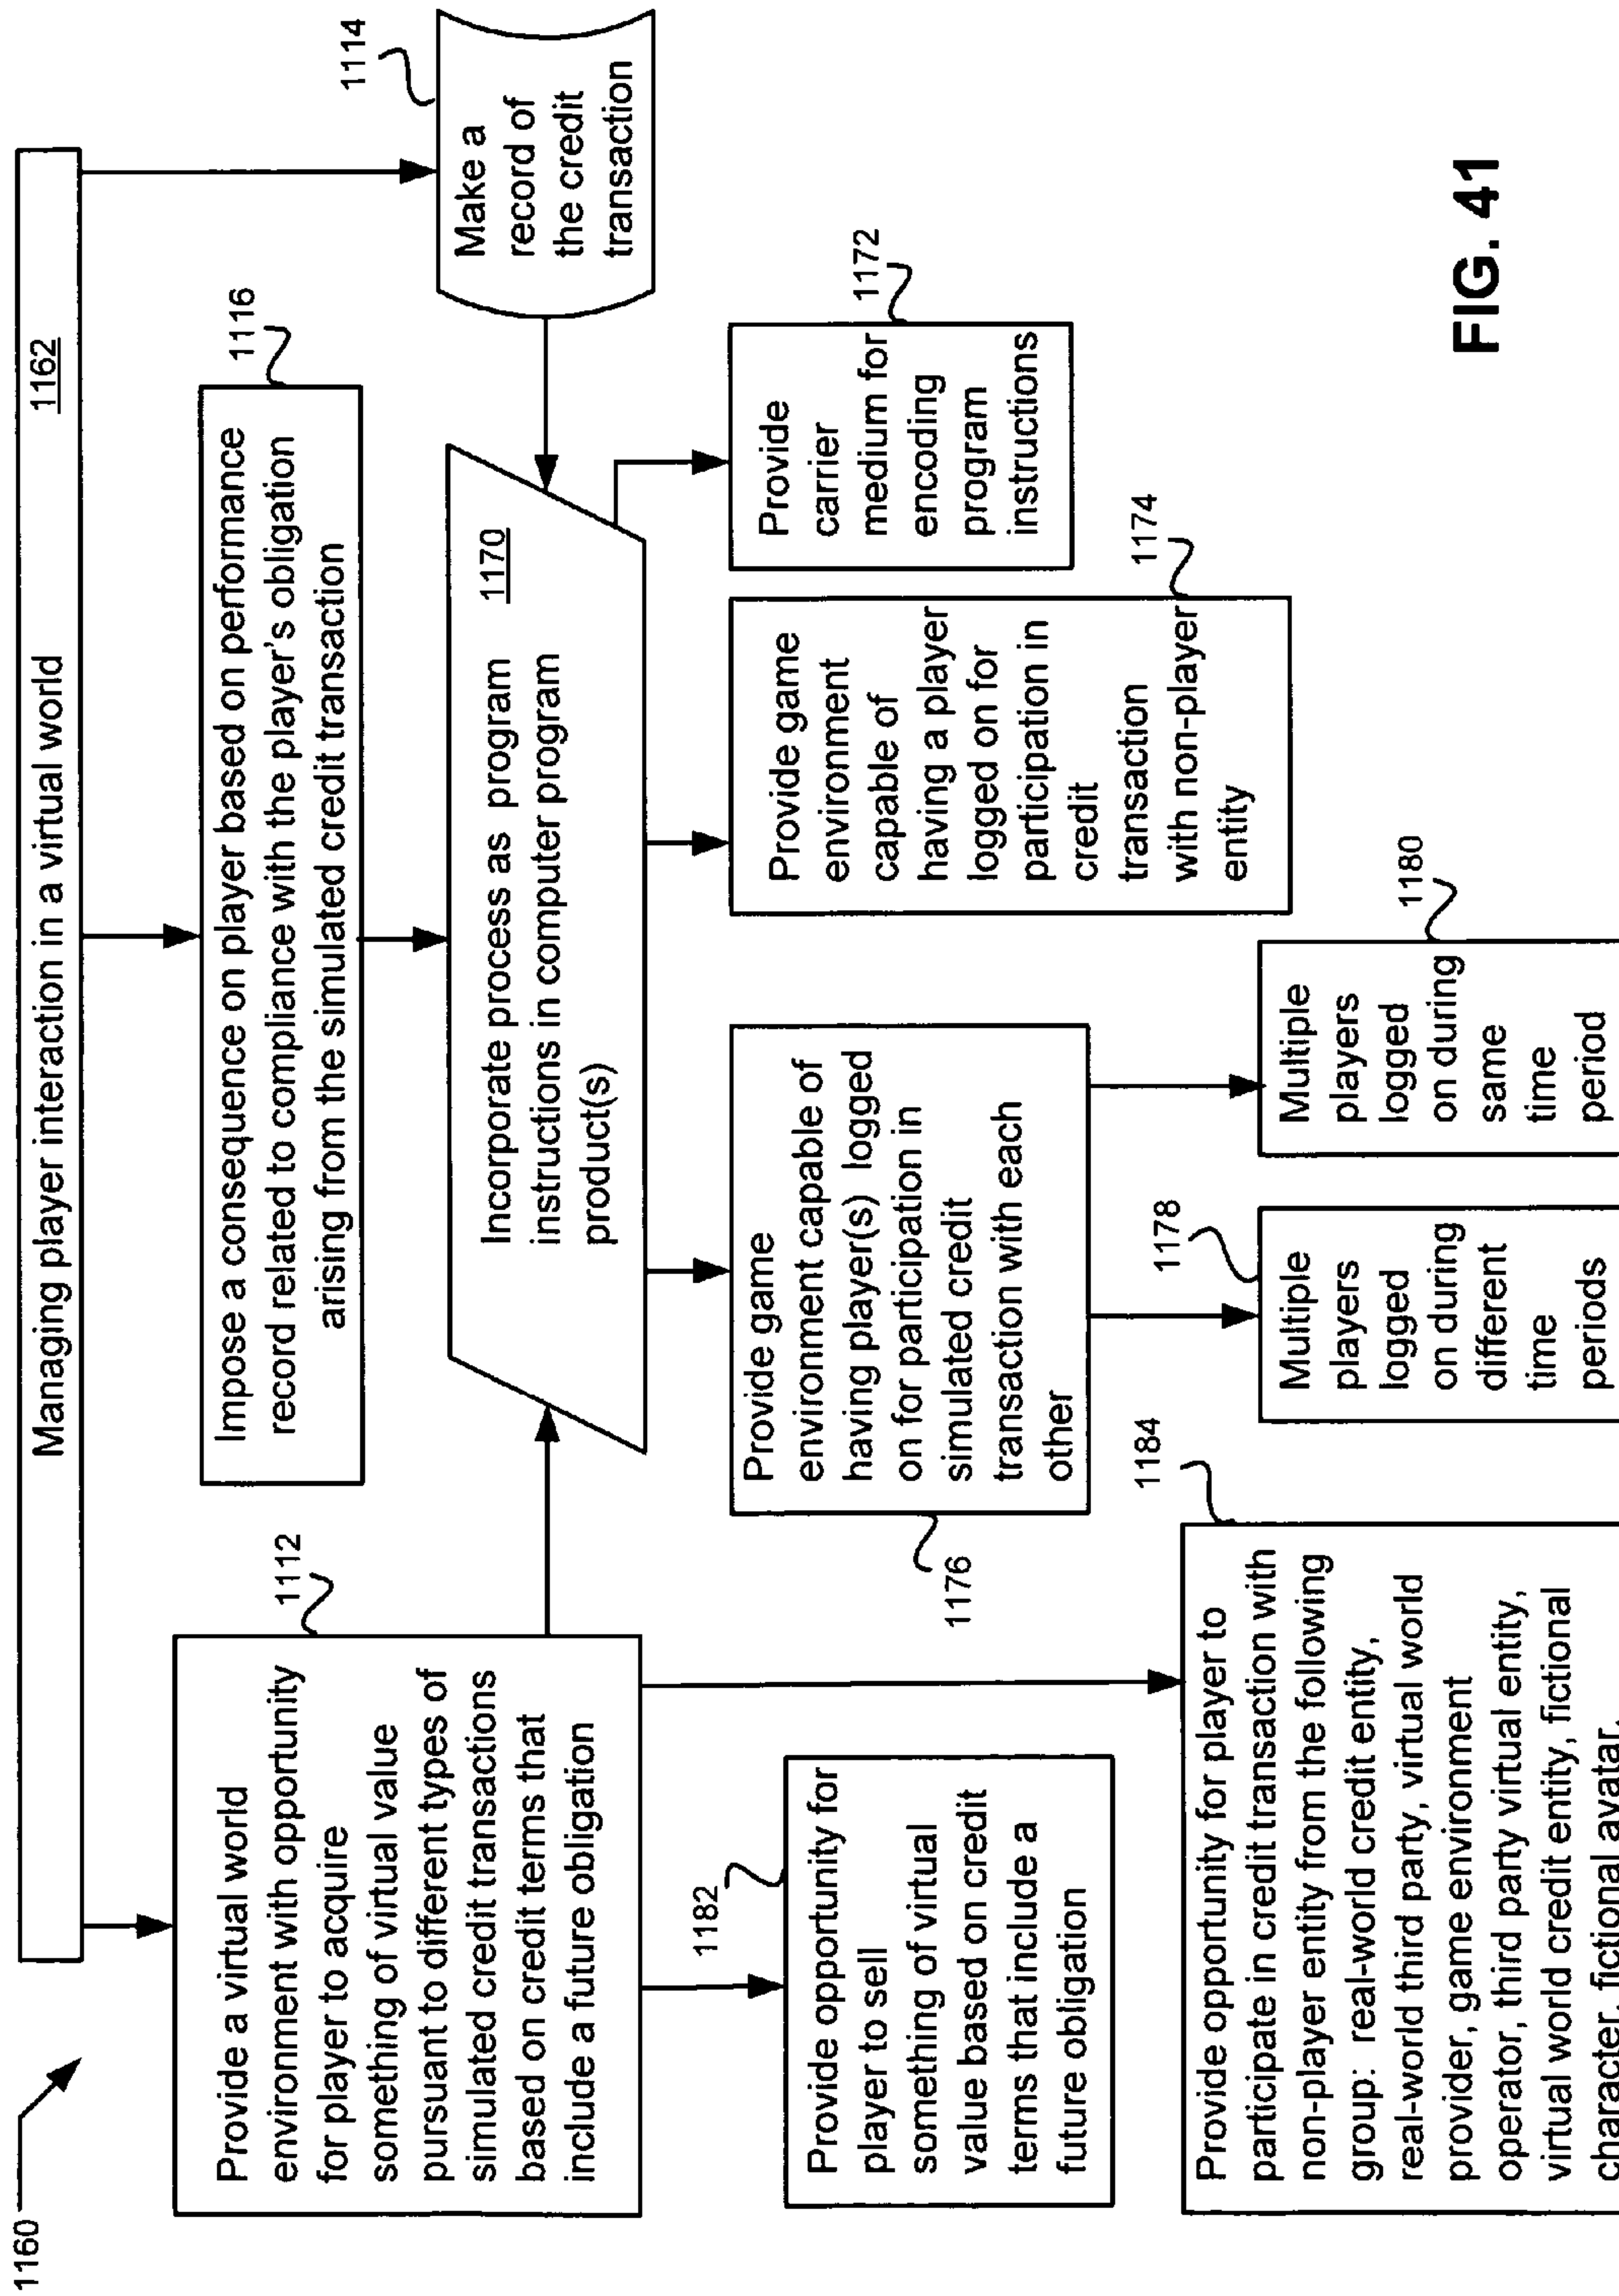 1160
Managing player interaction in a virtual world
1162
1112
Provide a virtual world
environment with opportunity
for player to acquire
something of virtual value
pursuant to different types of
simulated credit transactions
based on credit terms that
include a future obligation
1116
Impose a consequence on player based on performance
record related to compliance with the player's obligation
arising from the simulated credit transaction
1114
Make a
record of
the credit
transaction
1170
Incorporate process as program
instructions in computer program
product(s)
1182
Provide opportunity for
player to sell
something of virtual
value based on credit
terms that include a
future obligation
1176
Provide game
environment capable of
having player(s) logged
on for participation in
simulated credit
transaction with each
other
1174
Provide game
environment
capable of
having a player
logged on for
participation in
credit
transaction
with non-player
entity
1172
Provide
carrier
medium for
encoding
program
instructions
1184
Provide opportunity for player to
participate in credit transaction with
non-player entity from the following
group: real-world credit entity,
real-world third party, virtual world
provider, game environment
operator, third party virtual entity,
virtual world credit entity, fictional
character, fictional avatar.
1178
Multiple
players
logged
on during
different
time
periods
1180
Multiple
players
logged
on during
same
time
period
FIG. 41